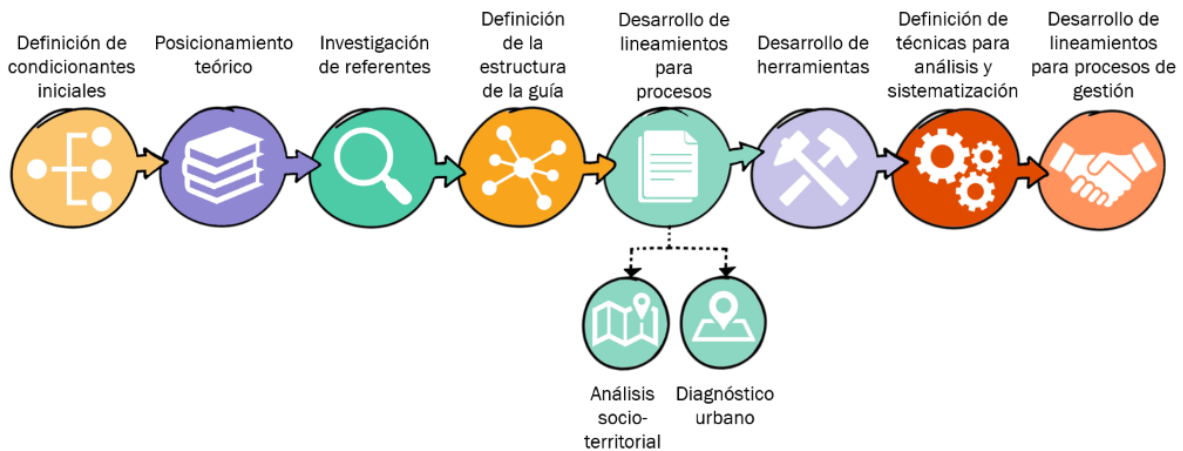 Definición de
condicionantes
iniciales
Posicionamiento
teórico
Investigación
de referentes
Definición
de la
estructura
de la guía
Desarrollo de
lineamientos
para
procesos
Desarrollo de
herramientas
Definición de
técnicas para
análisis y
sistematización
Desarrollo de
lineamientos
para procesos de
gestión
Análisis
socio-
territorial
Diagnóstico
urbano